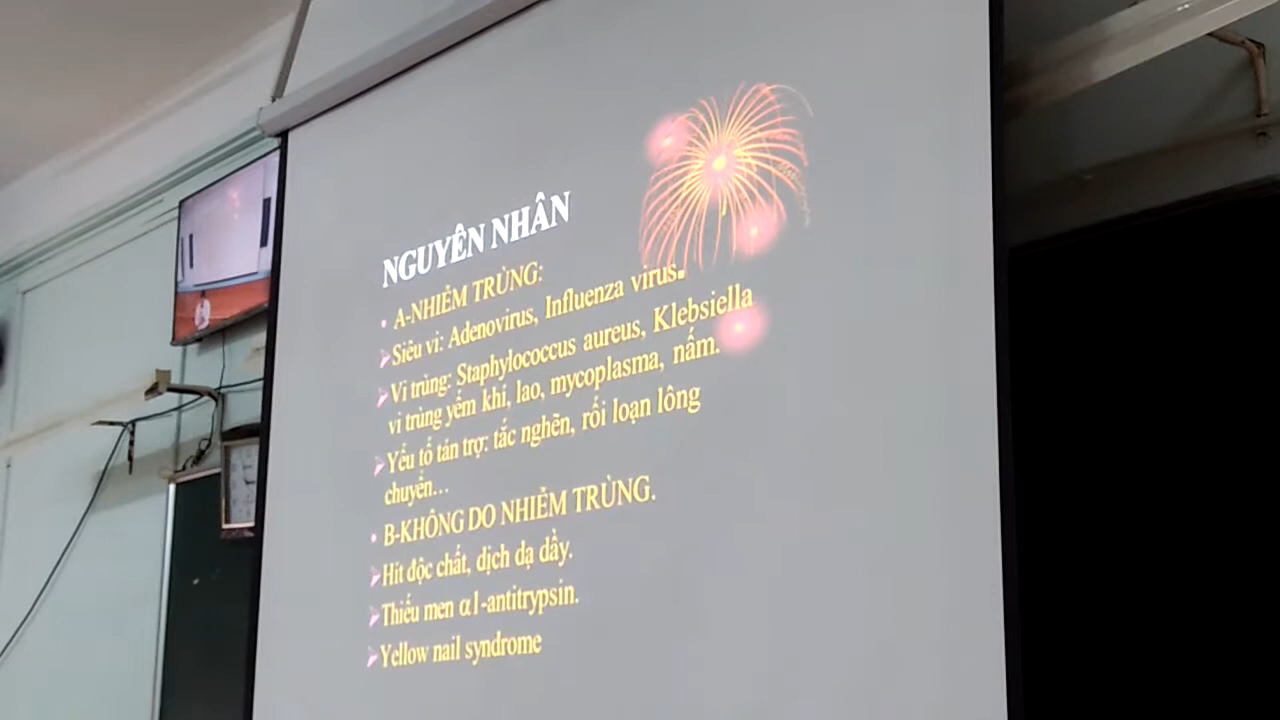 NGUYÊN NHÂN
A-NHIỄM TRÙNG:
Siêu vi: Adenovirus, Influenza virus.
Vi trùng: Staphylococcus aureus, Klebsiella
vi trùng yếm khí, lao, mycoplasma, nấm.
Yếu tố tán trợ: tắc nghẽn, rối loạn lông
chuyển...
B-KHÔNG DO NHIỄM TRÙNG.
Hít độc chất, dịch dạ dầy.
Thiếu men α1-antitrypsin.
Yellow nail syndrome